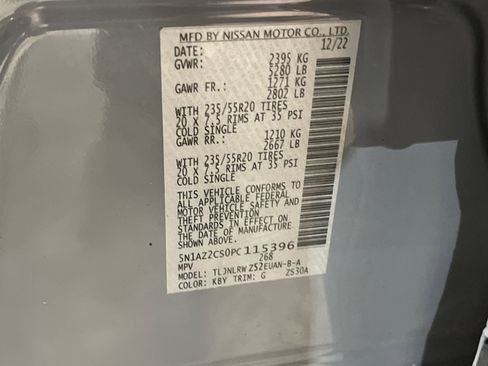 MFD BY NISSAN MOTOR CO., LTD.
DATE: 12/22
GVWR: 2395 KG
5280 LB
GAWR FR.: 1271 KG
2802 LB
WITH 235/55R20 TIRES
20 X 7.5 RIMS AT 35 PSI
COLD SINGLE
GAWR RR.: 1210 KG
2667 LB
WITH 235/55R20 TIRES
20 X 7.5 RIMS AT 35 PSI
COLD SINGLE
THIS VEHICLE CONFORMS TO
ALL APPLICABLE FEDERAL
MOTOR VEHICLE SAFETY AND
THEFT PREVENTION
STANDARDS IN EFFECT ON
THE DATE OF MANUFACTURE
SHOWN ABOVE.
5N1AZ2CS0PC115396
MPV 268
MODEL: TLJNLRWZ52EUAN-B-A
COLOR: KBY TRIM: G ZS30A